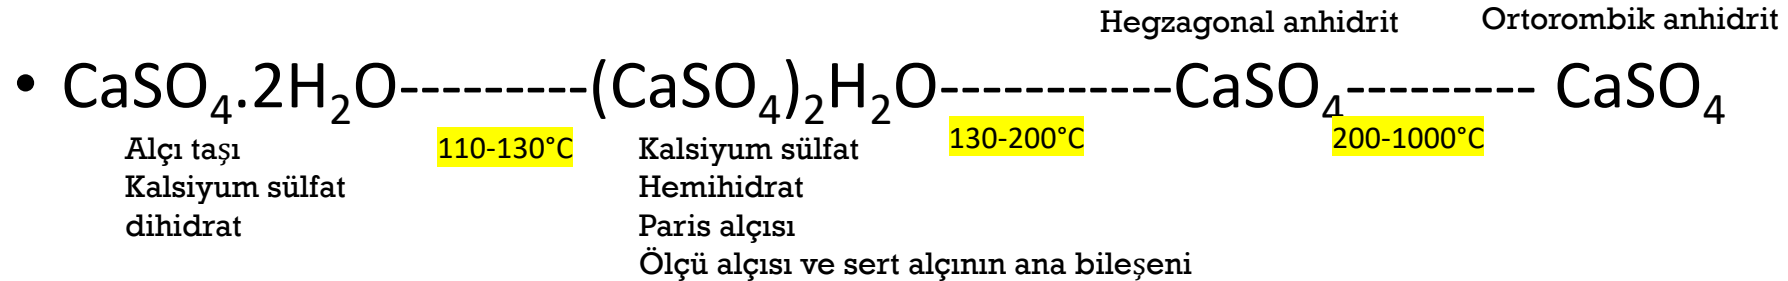 Hegzagonal anhidrit Ortorombik anhidrit
• CaSO₄.2H₂O---------(CaSO₄)₂H₂O-----------CaSO₄--------- CaSO₄
110-130°C 130-200°C 200-1000°C
Alçı taşı Kalsiyum sülfat
Kalsiyum sülfat Hemihidrat
dihidrat Paris alçısı
Ölçü alçısı ve sert alçının ana bileşeni